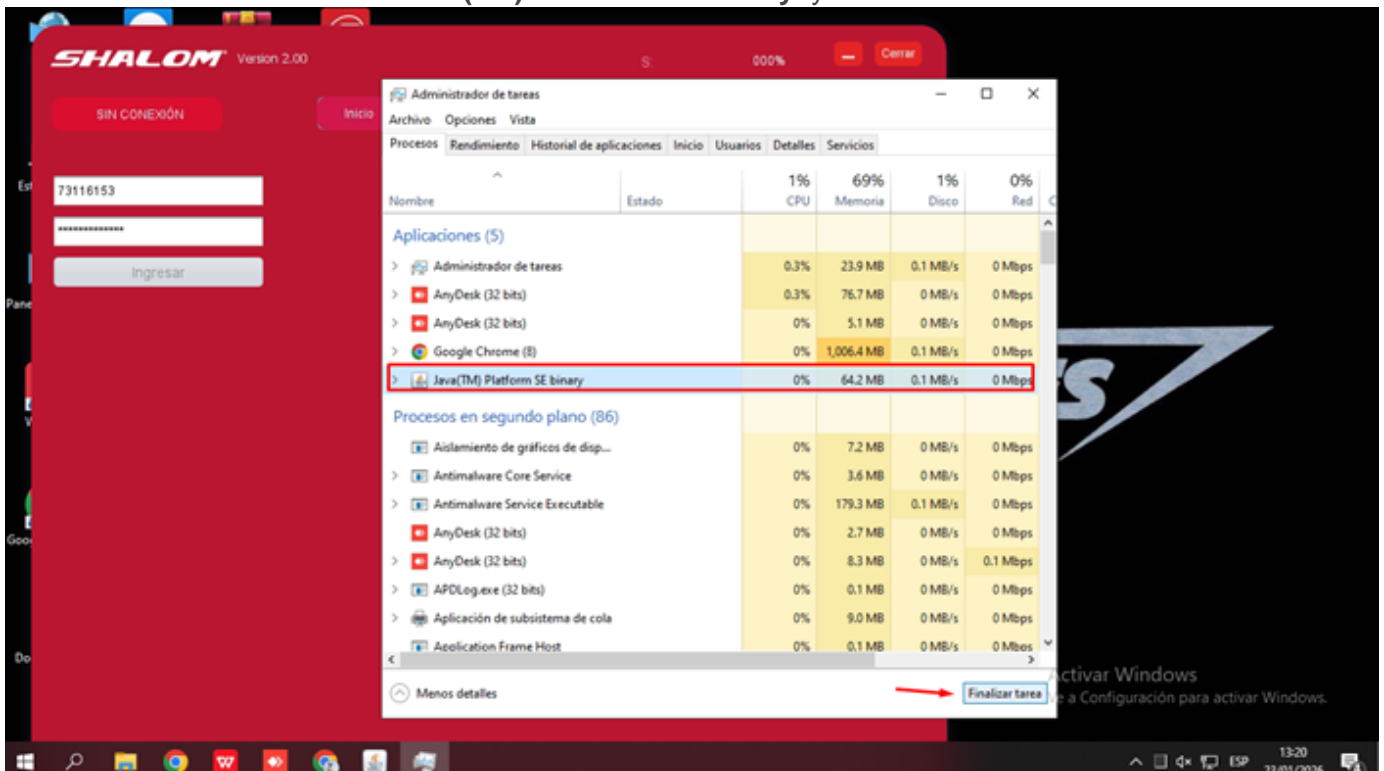 SHALOM Version 2.00
S: 000%
Cerrar
SIN CONEXIÓN
Inicio
73116153
*************
Ingresar
Administrador de tareas
Archivo Opciones Vista
Procesos Rendimiento Historial de aplicaciones Inicio Usuarios Detalles Servicios
1% 69% 1% 0%
Nombre Estado CPU Memoria Disco Red
Aplicaciones (5)
Administrador de tareas 0.3% 23.9 MB 0.1 MB/s 0 Mbps
AnyDesk (32 bits) 0.3% 76.7 MB 0 MB/s 0 Mbps
AnyDesk (32 bits) 0% 5.1 MB 0 MB/s 0 Mbps
Google Chrome (8) 0% 1,006.4 MB 0.1 MB/s 0 Mbps
Java(TM) Platform SE binary 0% 64.2 MB 0.1 MB/s 0 Mbps
Procesos en segundo plano (86)
Aislamiento de gráficos de disp... 0% 7.2 MB 0 MB/s 0 Mbps
Antimalware Core Service 0% 3.6 MB 0 MB/s 0 Mbps
Antimalware Service Executable 0% 179.3 MB 0.1 MB/s 0 Mbps
AnyDesk (32 bits) 0% 2.7 MB 0 MB/s 0 Mbps
AnyDesk (32 bits) 0% 8.3 MB 0 MB/s 0.1 Mbps
APDLog.exe (32 bits) 0% 0.1 MB 0 MB/s 0 Mbps
Aplicación de subsistema de cola 0% 9.0 MB 0 MB/s 0 Mbps
Application Frame Host 0% 0.1 MB 0 MB/s 0 Mbps
Menos detalles
Finalizar tarea
Activar Windows
Ve a Configuración para activar Windows.
ESP
13:20